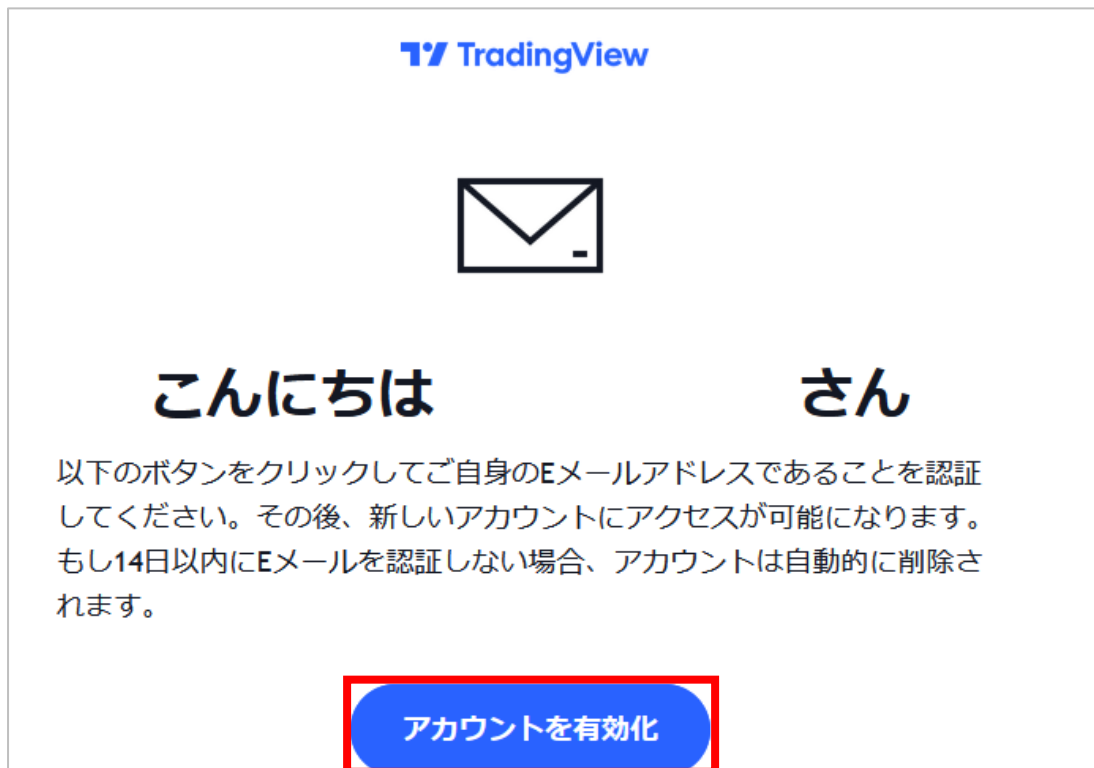 TradingView
こんにちは さん
以下のボタンをクリックしてご自身のEメールアドレスであることを認証
してください。その後、新しいアカウントにアクセスが可能になります。
もし14日以内にEメールを認証しない場合、アカウントは自動的に削除さ
れます。
アカウントを有効化